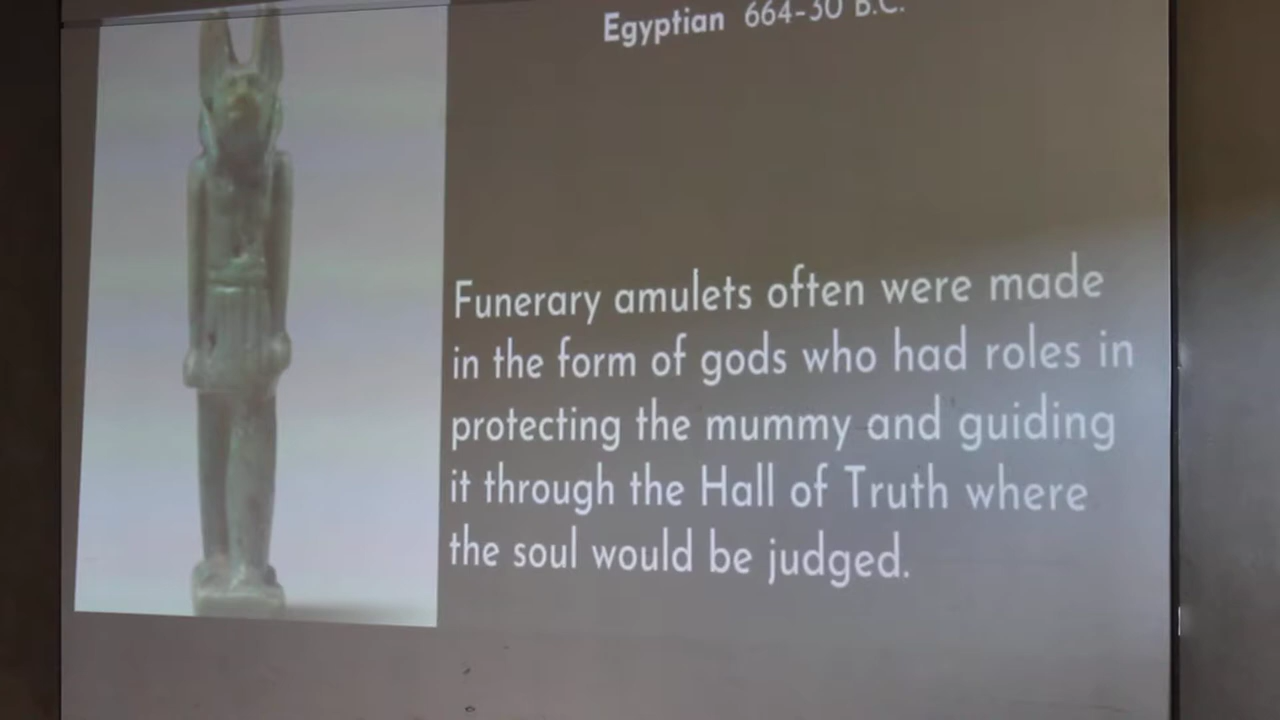 Egyptian 664-30 B.C.
Funerary amulets often were made
in the form of gods who had roles in
protecting the mummy and guiding
it through the Hall of Truth where
the soul would be judged.